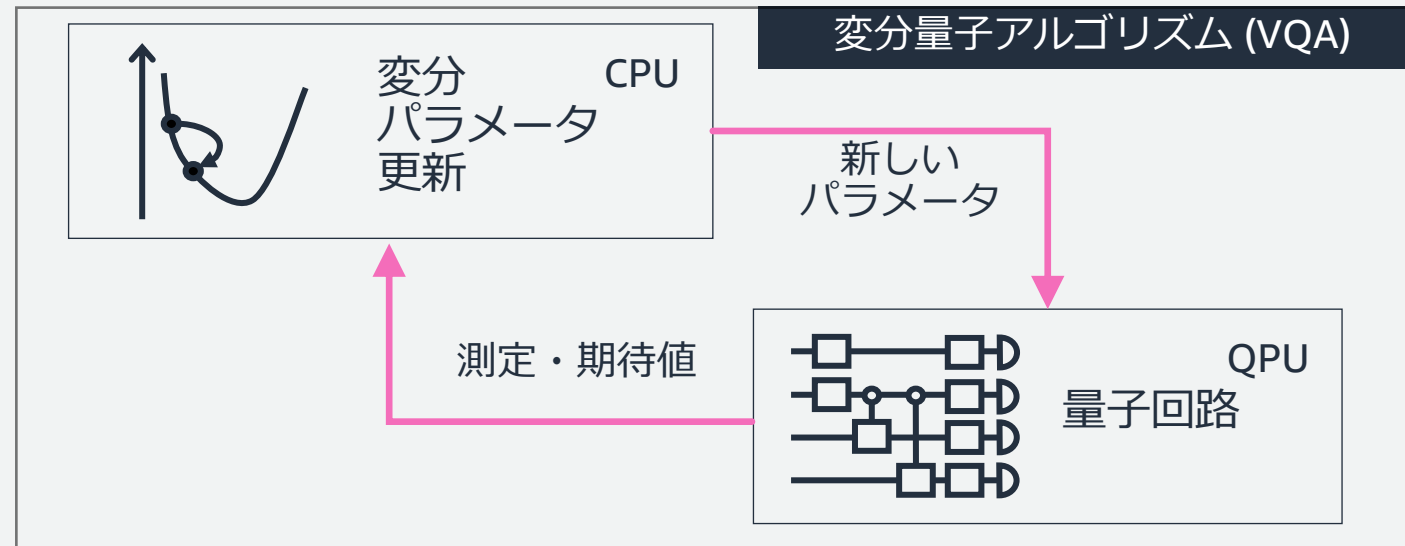 変分量子アルゴリズム (VQA)
変分 CPU
パラメータ
更新
新しい
パラメータ
測定・期待値
QPU
量子回路